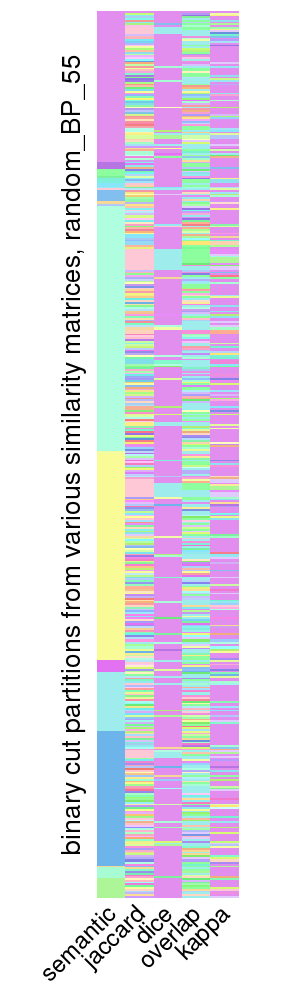 binary cut partitions from various similarity matrices, random_BP_55
semantic
jaccard
dice
overlap
kappa